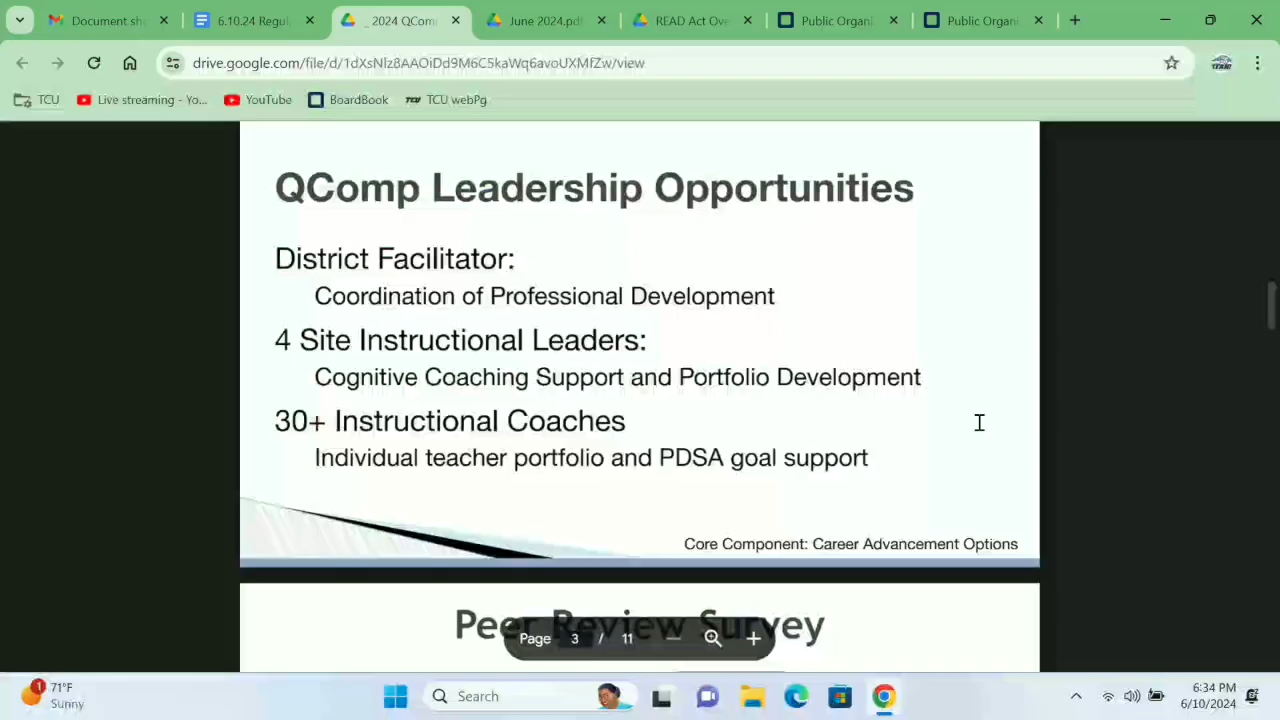 Document sh
6.10.24 Regul
_ 2024 QCom
June 2024.pdf
READ Act Ove
Public Organi
Public Organi
drive.google.com/file/d/1dXsNlz8AAOiDd9M6C5kaWq6avoUXMfZw/view
TCU
Live streaming - Yo...
YouTube
BoardBook
TCU webPg
QComp Leadership Opportunities
District Facilitator:
Coordination of Professional Development
4 Site Instructional Leaders:
Cognitive Coaching Support and Portfolio Development
30+ Instructional Coaches
Individual teacher portfolio and PDSA goal support
Core Component: Career Advancement Options
Peer Review Survey
Page 3 / 11
1
71°F
Sunny
Search
6:34 PM
6/10/2024